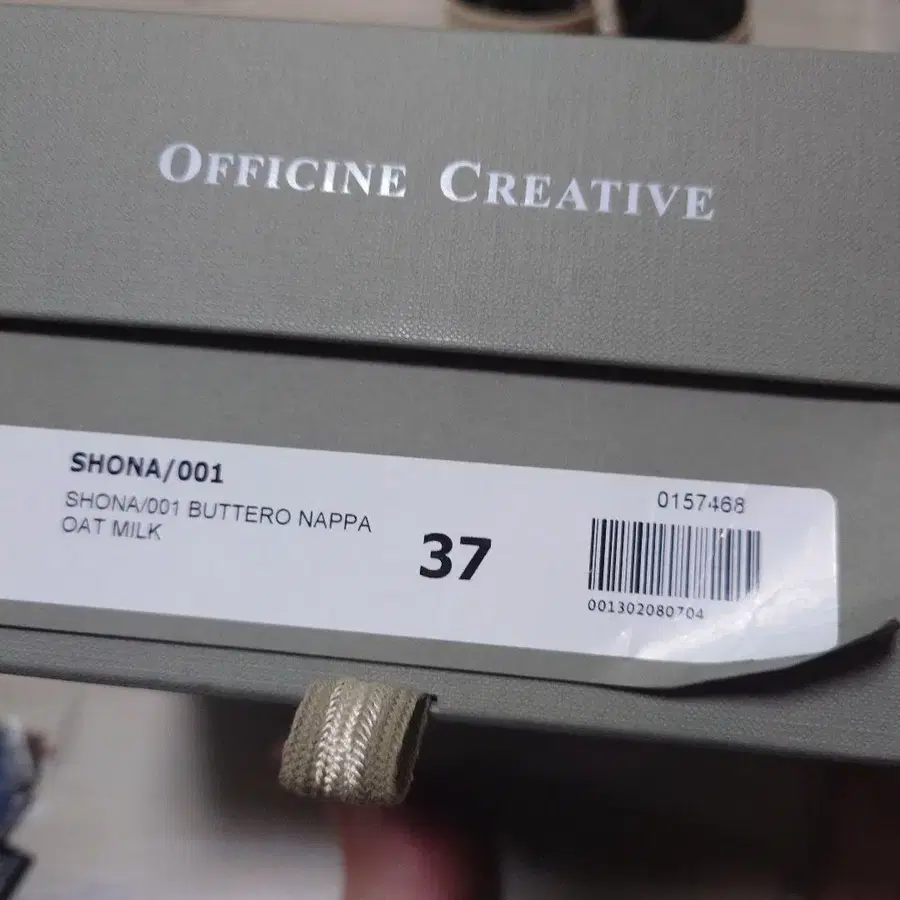 OFFICINE CREATIVE
SHONA/001
SHONA/001 BUTTERO NAPPA
OAT MILK
37
0157468
001302080704